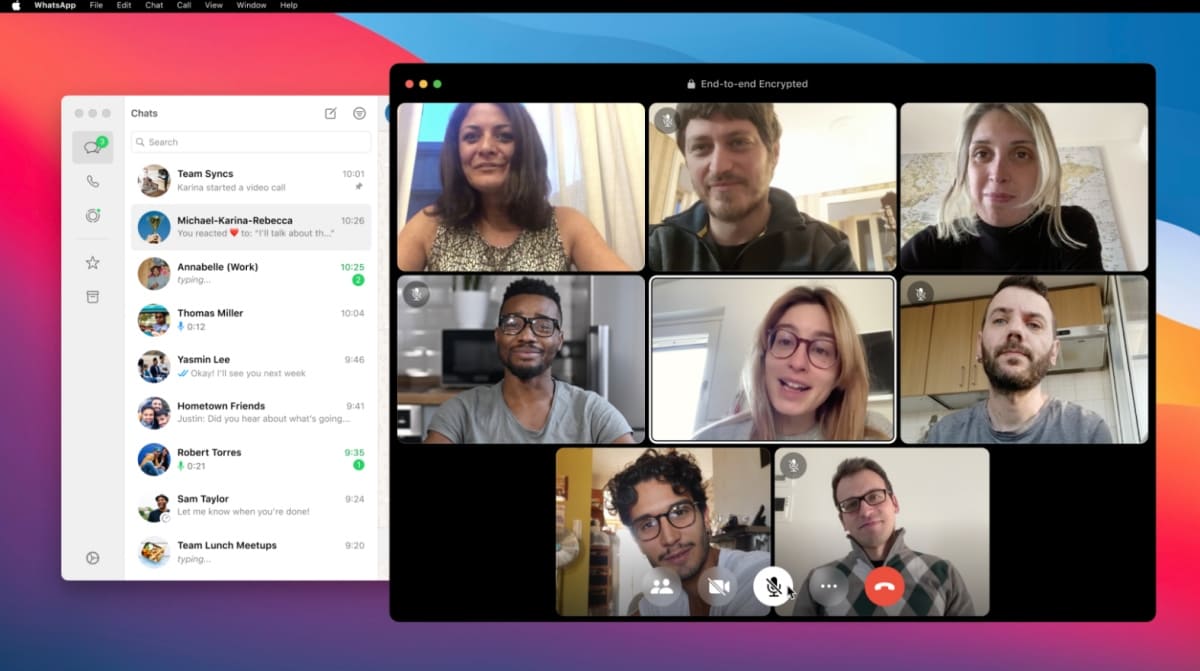 WhatsApp File Edit Chat Call View Window Help
End-to-end Encrypted
Chats
3
Search
Team Syncs 10:01
Karina started a video call
Michael-Karina-Rebecca 10:26
You reacted ❤️ to: "I'll talk about th..."
Annabelle (Work) 10:25
typing... 2
Thomas Miller 10:04
0:12
Yasmin Lee 9:46
Okay! I'll see you next week
Hometown Friends 9:41
Justin: Did you hear about what's going...
Robert Torres 9:35
0:21 1
Sam Taylor 9:24
Let me know when you're done!
Team Lunch Meetups 9:20
typing...